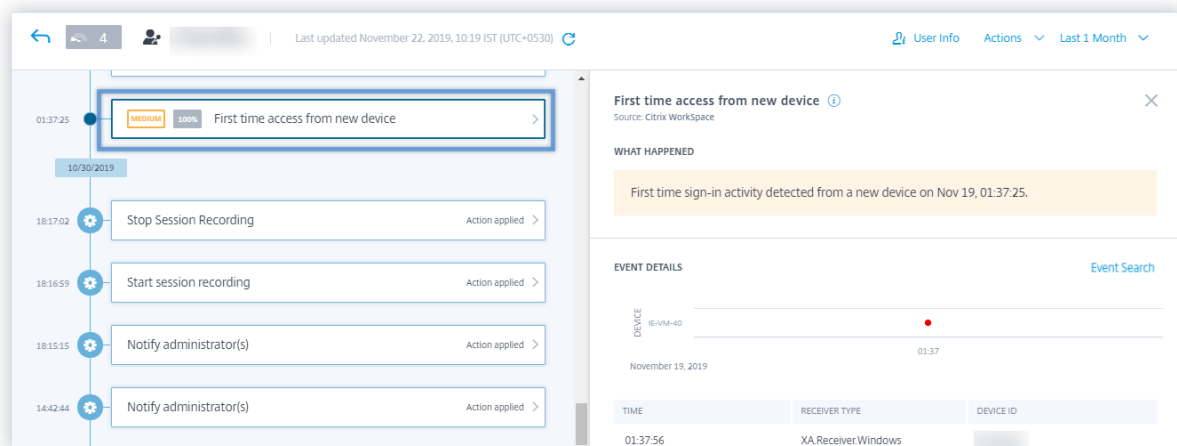 4
Last updated November 22, 2019, 10:19 IST (UTC+0530)
User Info
Actions
Last 1 Month
01:37:25
MEDIUM
100%
First time access from new device
10/30/2019
18:17:02
Stop Session Recording
Action applied
18:16:59
Start session recording
Action applied
18:15:15
Notify administrator(s)
Action applied
14:42:44
Notify administrator(s)
Action applied
First time access from new device
Source: Citrix WorkSpace
WHAT HAPPENED
First time sign-in activity detected from a new device on Nov 19, 01:37:25.
EVENT DETAILS
Event Search
DEVICE
IE-VM-40
01:37
November 19, 2019
TIME
RECEIVER TYPE
DEVICE ID
01:37:56
XA.Receiver.Windows